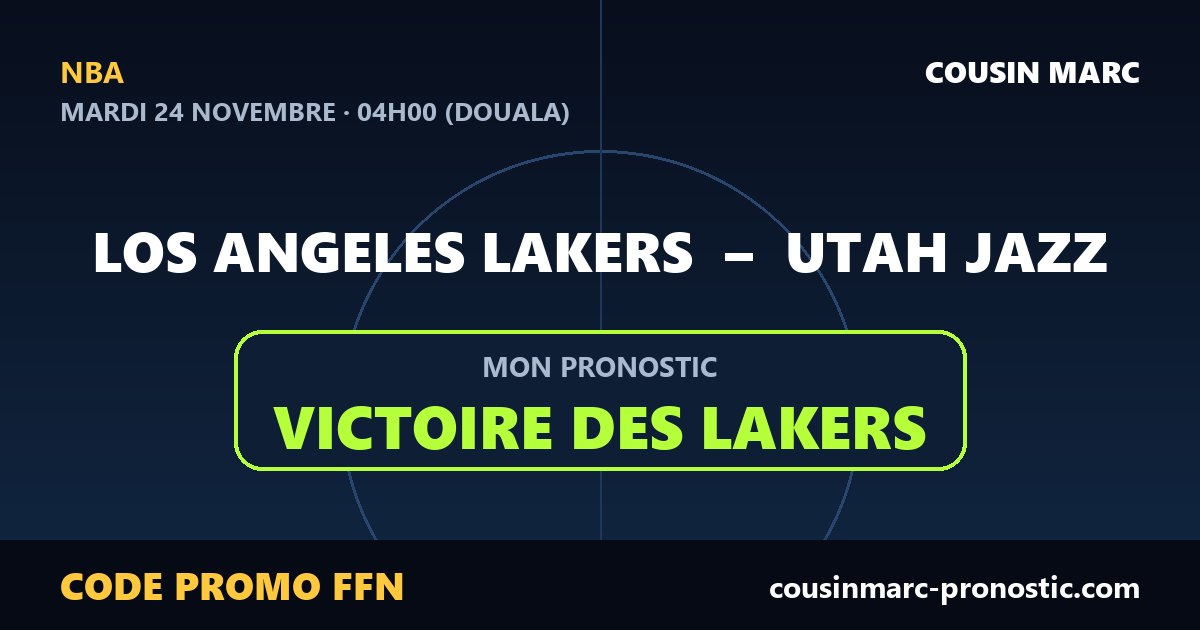 NBA
COUSIN MARC
MARDI 24 NOVEMBRE · 04H00 (DOUALA)
LOS ANGELES LAKERS – UTAH JAZZ
MON PRONOSTIC
VICTOIRE DES LAKERS
CODE PROMO FFN
cousinmarc-pronostic.com